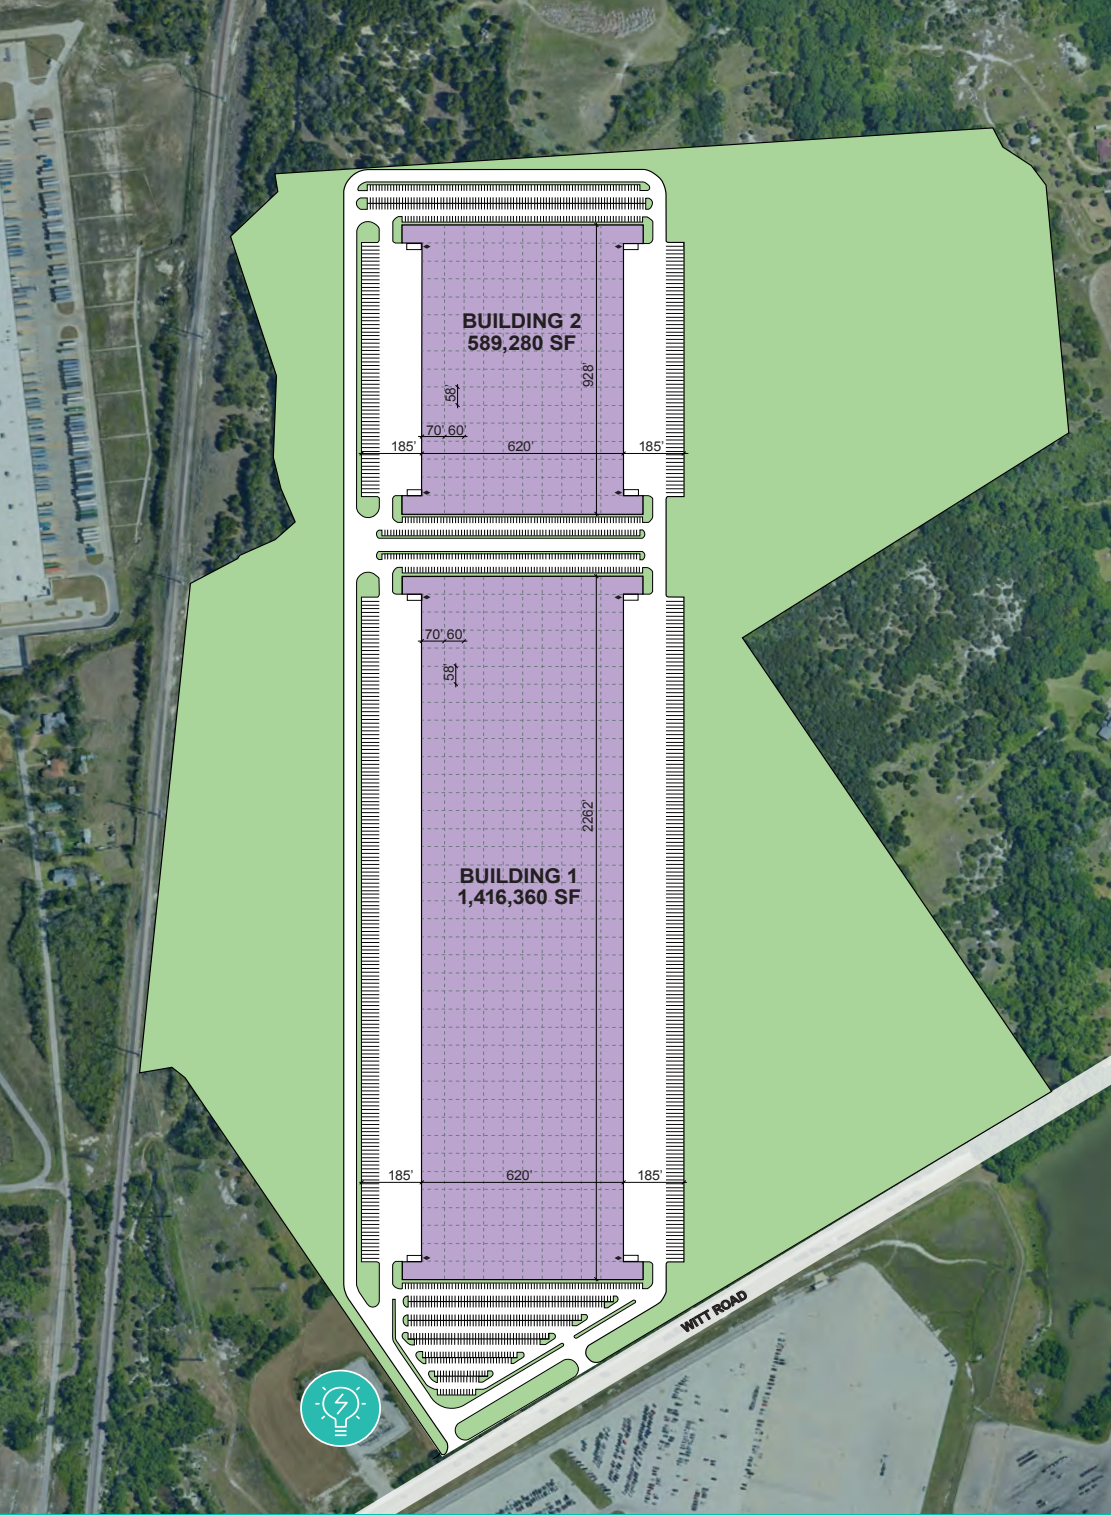 BUILDING 2
589,280 SF
928'
58'
70' 60'
185'
620'
185'
70' 60'
58'
2262'
BUILDING 1
1,416,360 SF
185'
620'
185'
WITT ROAD